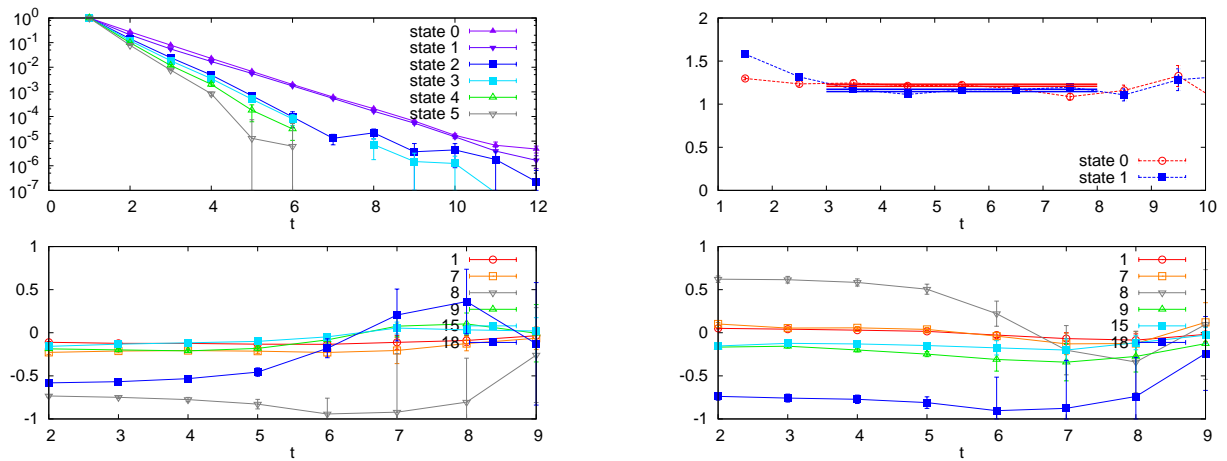 10^0
10^-1
10^-2
10^-3
10^-4
10^-5
10^-6
10^-7
0 2 4 6 8 10 12
t
state 0
state 1
state 2
state 3
state 4
state 5
2
1.5
1
0.5
0
1 2 3 4 5 6 7 8 9 10
t
state 0
state 1
1
0.5
0
-0.5
-1
2 3 4 5 6 7 8 9
t
1
7
8
9
15
18
1
0.5
0
-0.5
-1
2 3 4 5 6 7 8 9
t
1
7
8
9
15
18